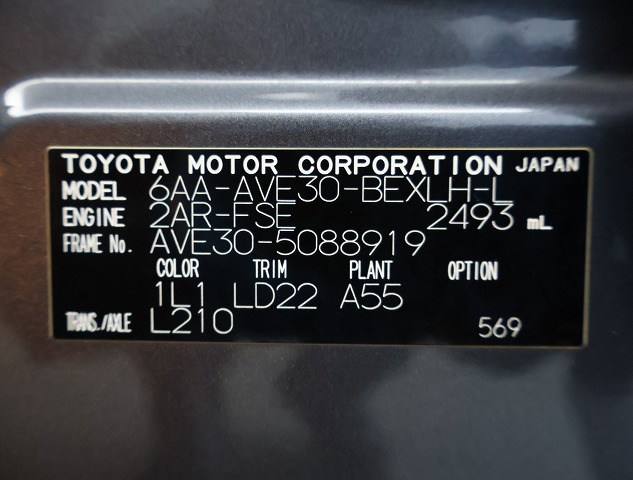 TOYOTA MOTOR CORPORATION JAPAN
MODEL 6AA-AVE30-BEXLH-L
ENGINE 2AR-FSE 2493 mL
FRAME No. AVE30-5088919
COLOR TRIM PLANT OPTION
1L1 LD22 A55
TRANS./AXLE L210 569